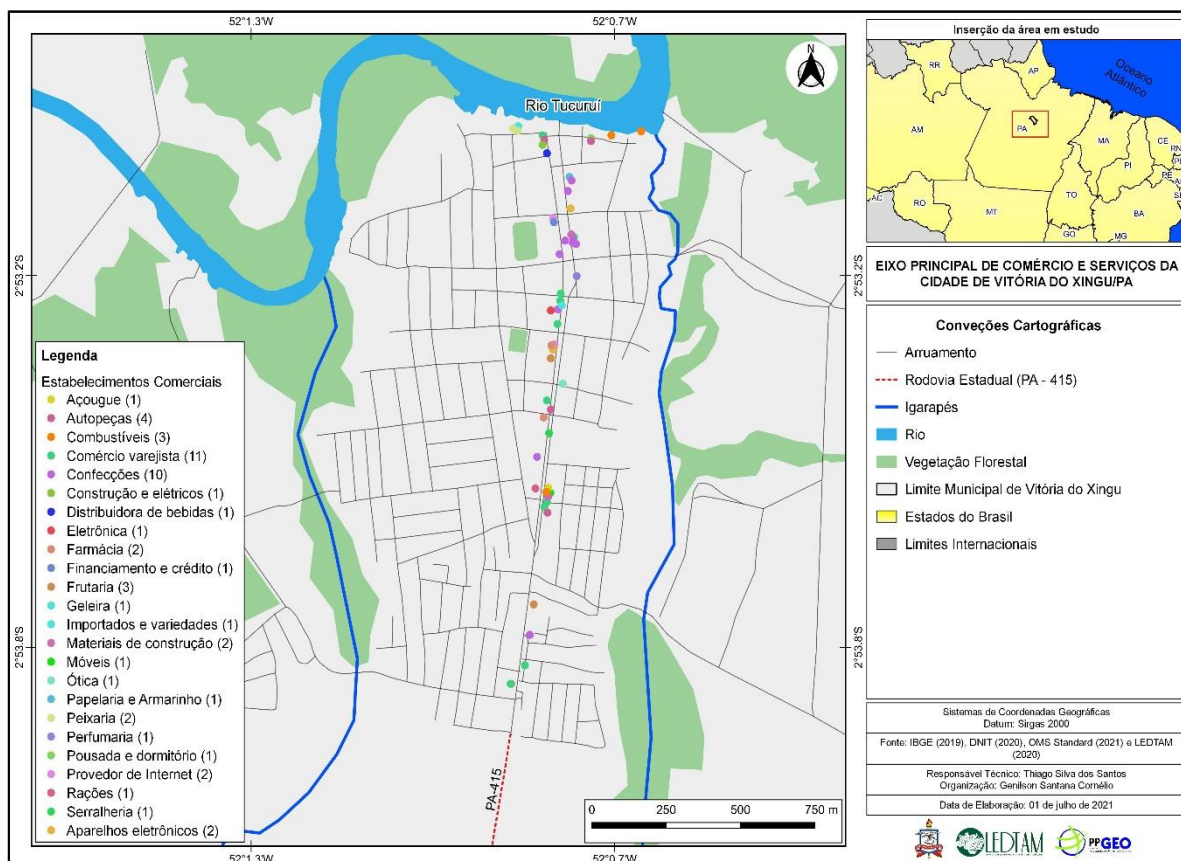 52°1.3'W
52°0.7'W
N
Rio Tucuruí
2°53.2'S
2°53.2'S
2°53.8'S
2°53.8'S
PA-415
0 250 500 750 m
52°1.3'W
52°0.7'W
Legenda
Estabelecimentos Comerciais
Açougue (1)
Autopeças (4)
Combustíveis (3)
Comércio varejista (11)
Confecções (10)
Construção e elétricos (1)
Distribuidora de bebidas (1)
Eletrônica (1)
Farmácia (2)
Financiamento e crédito (1)
Frutaria (3)
Geleira (1)
Importados e variedades (1)
Materiais de construção (2)
Móveis (1)
Ótica (1)
Papelaria e Armarinho (1)
Peixaria (2)
Perfumaria (1)
Pousada e dormitório (1)
Provedor de Internet (2)
Rações (1)
Serralheria (1)
Aparelhos eletrônicos (2)
Inserção da área em estudo
RR
AP
Oceano
Atlântico
AM
PA
MA
CE
RN
PI
PE
AC
RO
MT
TO
BA
GO
MG
EIXO PRINCIPAL DE COMÉRCIO E SERVIÇOS DA
CIDADE DE VITÓRIA DO XINGU/PA
Conveções Cartográficas
Arruamento
Rodovia Estadual (PA - 415)
Igarapés
Rio
Vegetação Florestal
Limite Municipal de Vitória do Xingu
Estados do Brasil
Limites Internacionais
Sistemas de Coordenadas Geográficas
Datum: Sirgas 2000
Fonte: IBGE (2019), DNIT (2020), OMS Standard (2021) e LEDTAM
(2020)
Responsável Técnico: Thiago Silva dos Santos
Organização: Genilson Santana Cornélio
Data de Elaboração: 01 de julho de 2021
LEDTAM
PPGEO